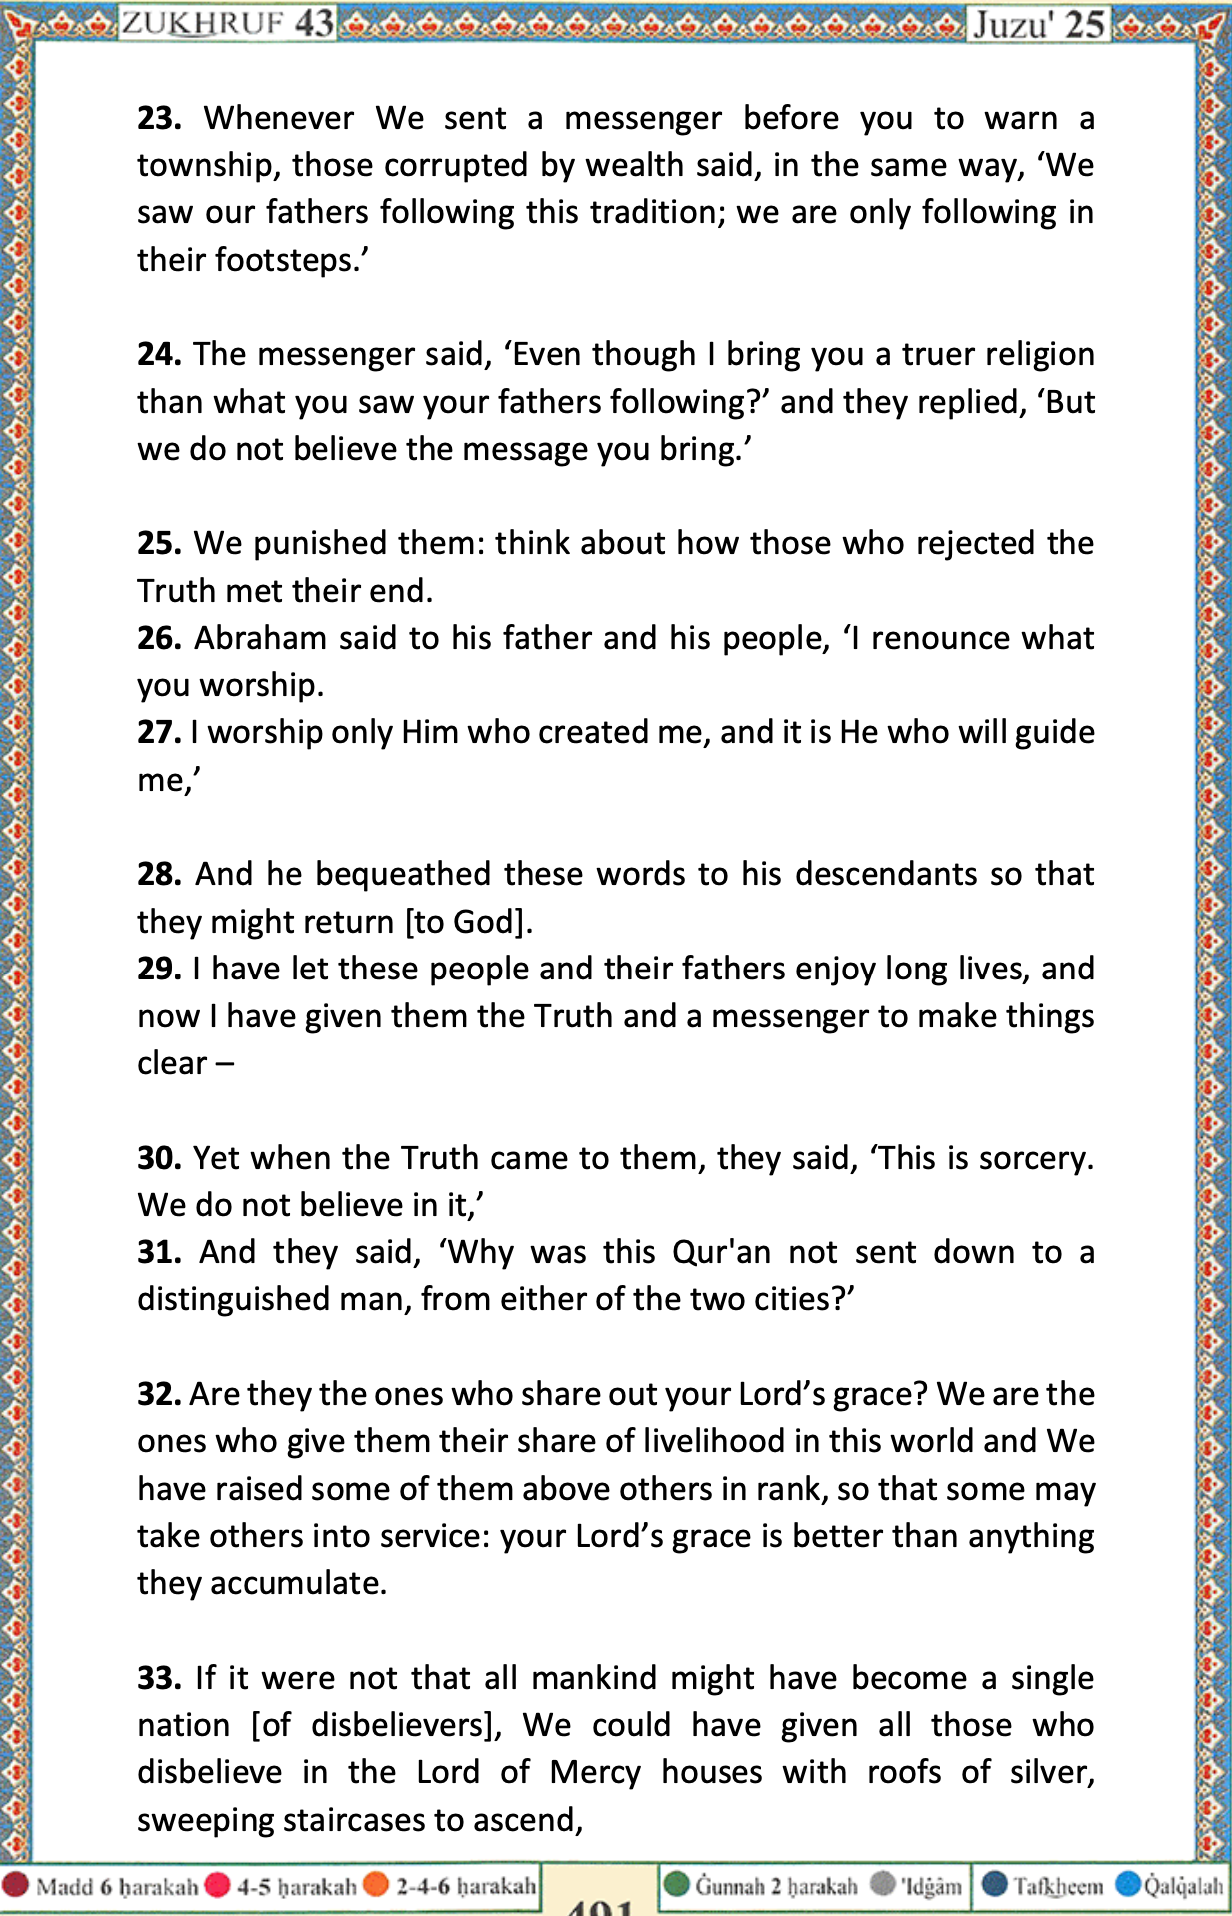 ZUKHRUF 43
Juzu' 25
23. Whenever We sent a messenger before you to warn a
township, those corrupted by wealth said, in the same way, ‘We
saw our fathers following this tradition; we are only following in
their footsteps.’
24. The messenger said, ‘Even though I bring you a truer religion
than what you saw your fathers following?’ and they replied, ‘But
we do not believe the message you bring.’
25. We punished them: think about how those who rejected the
Truth met their end.
26. Abraham said to his father and his people, ‘I renounce what
you worship.
27. I worship only Him who created me, and it is He who will guide
me,’
28. And he bequeathed these words to his descendants so that
they might return [to God].
29. I have let these people and their fathers enjoy long lives, and
now I have given them the Truth and a messenger to make things
clear –
30. Yet when the Truth came to them, they said, ‘This is sorcery.
We do not believe in it,’
31. And they said, ‘Why was this Qur'an not sent down to a
distinguished man, from either of the two cities?’
32. Are they the ones who share out your Lord’s grace? We are the
ones who give them their share of livelihood in this world and We
have raised some of them above others in rank, so that some may
take others into service: your Lord’s grace is better than anything
they accumulate.
33. If it were not that all mankind might have become a single
nation [of disbelievers], We could have given all those who
disbelieve in the Lord of Mercy houses with roofs of silver,
sweeping staircases to ascend,
Madd 6 ḥarakah 4-5 ḥarakah 2-4-6 ḥarakah
491
Ġunnah 2 ḥarakah 'Idġâm Tafkheem Q̇alq̇alah